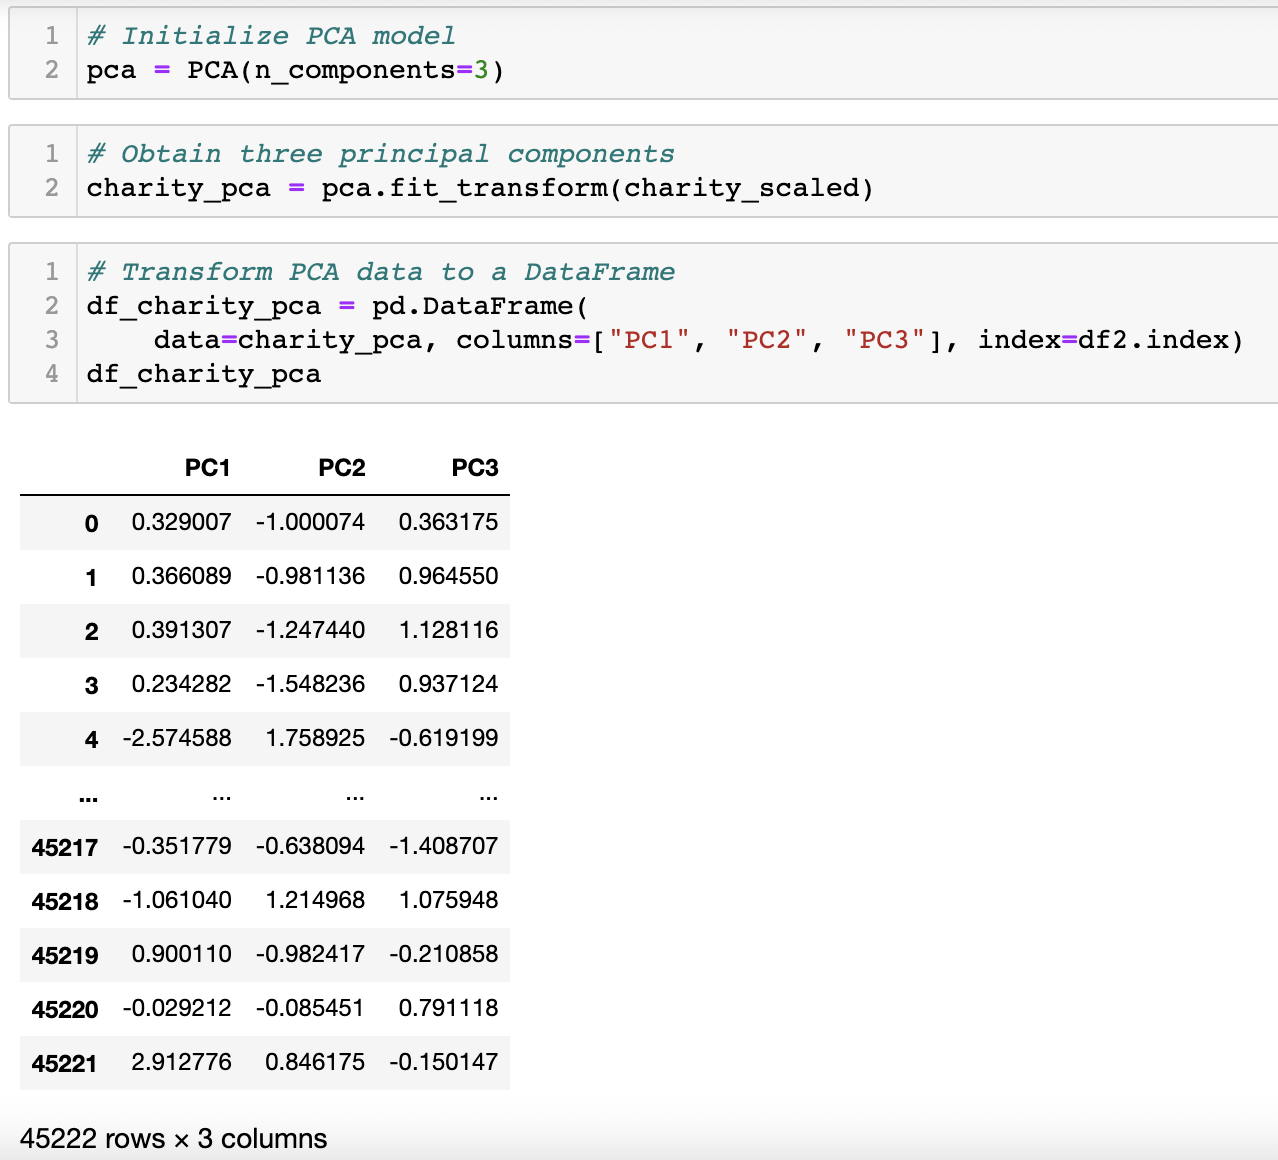 1 # Initialize PCA model
2 pca = PCA(n_components=3)
1 # Obtain three principal components
2 charity_pca = pca.fit_transform(charity_scaled)
1 # Transform PCA data to a DataFrame
2 df_charity_pca = pd.DataFrame(
3     data=charity_pca, columns=["PC1", "PC2", "PC3"], index=df2.index)
4 df_charity_pca
PC1 PC2 PC3
0 0.329007 -1.000074 0.363175
1 0.366089 -0.981136 0.964550
2 0.391307 -1.247440 1.128116
3 0.234282 -1.548236 0.937124
4 -2.574588 1.758925 -0.619199
... ... ... ...
45217 -0.351779 -0.638094 -1.408707
45218 -1.061040 1.214968 1.075948
45219 0.900110 -0.982417 -0.210858
45220 -0.029212 -0.085451 0.791118
45221 2.912776 0.846175 -0.150147
45222 rows × 3 columns